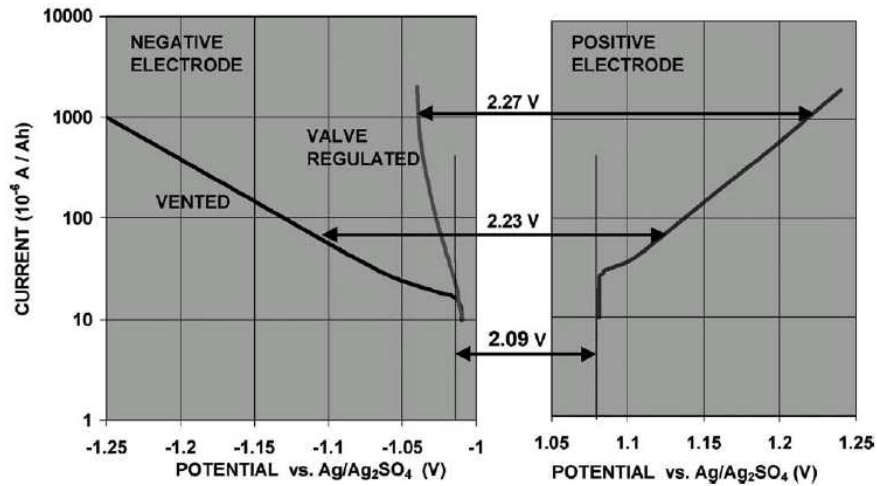 10000
1000
100
10
1
CURRENT (10⁻⁶ A / Ah)
NEGATIVE
ELECTRODE
VALVE
REGULATED
VENTED
2.27 V
2.23 V
2.09 V
POSITIVE
ELECTRODE
-1.25 -1.2 -1.15 -1.1 -1.05 -1
POTENTIAL vs. Ag/Ag₂SO₄ (V)
1.05 1.1 1.15 1.2 1.25
POTENTIAL vs. Ag/Ag₂SO₄ (V)